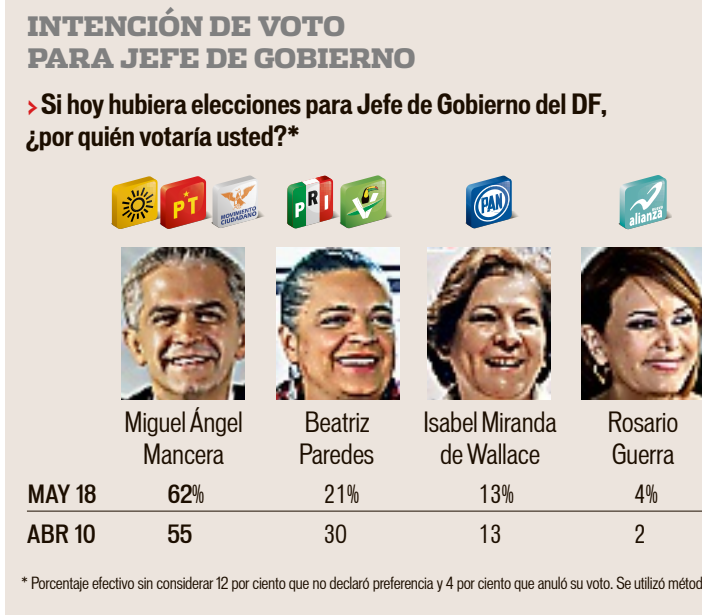 INTENCIÓN DE VOTO
PARA JEFE DE GOBIERNO
> Si hoy hubiera elecciones para Jefe de Gobierno del DF,
¿por quién votaría usted?*
PT MOVIMIENTO CIUDADANO PRI V PAN alianza
Miguel Ángel Beatriz Isabel Miranda Rosario
Mancera Paredes de Wallace Guerra
MAY 18 62% 21% 13% 4%
ABR 10 55 30 13 2
* Porcentaje efectivo sin considerar 12 por ciento que no declaró preferencia y 4 por ciento que anuló su voto. Se utilizó métod